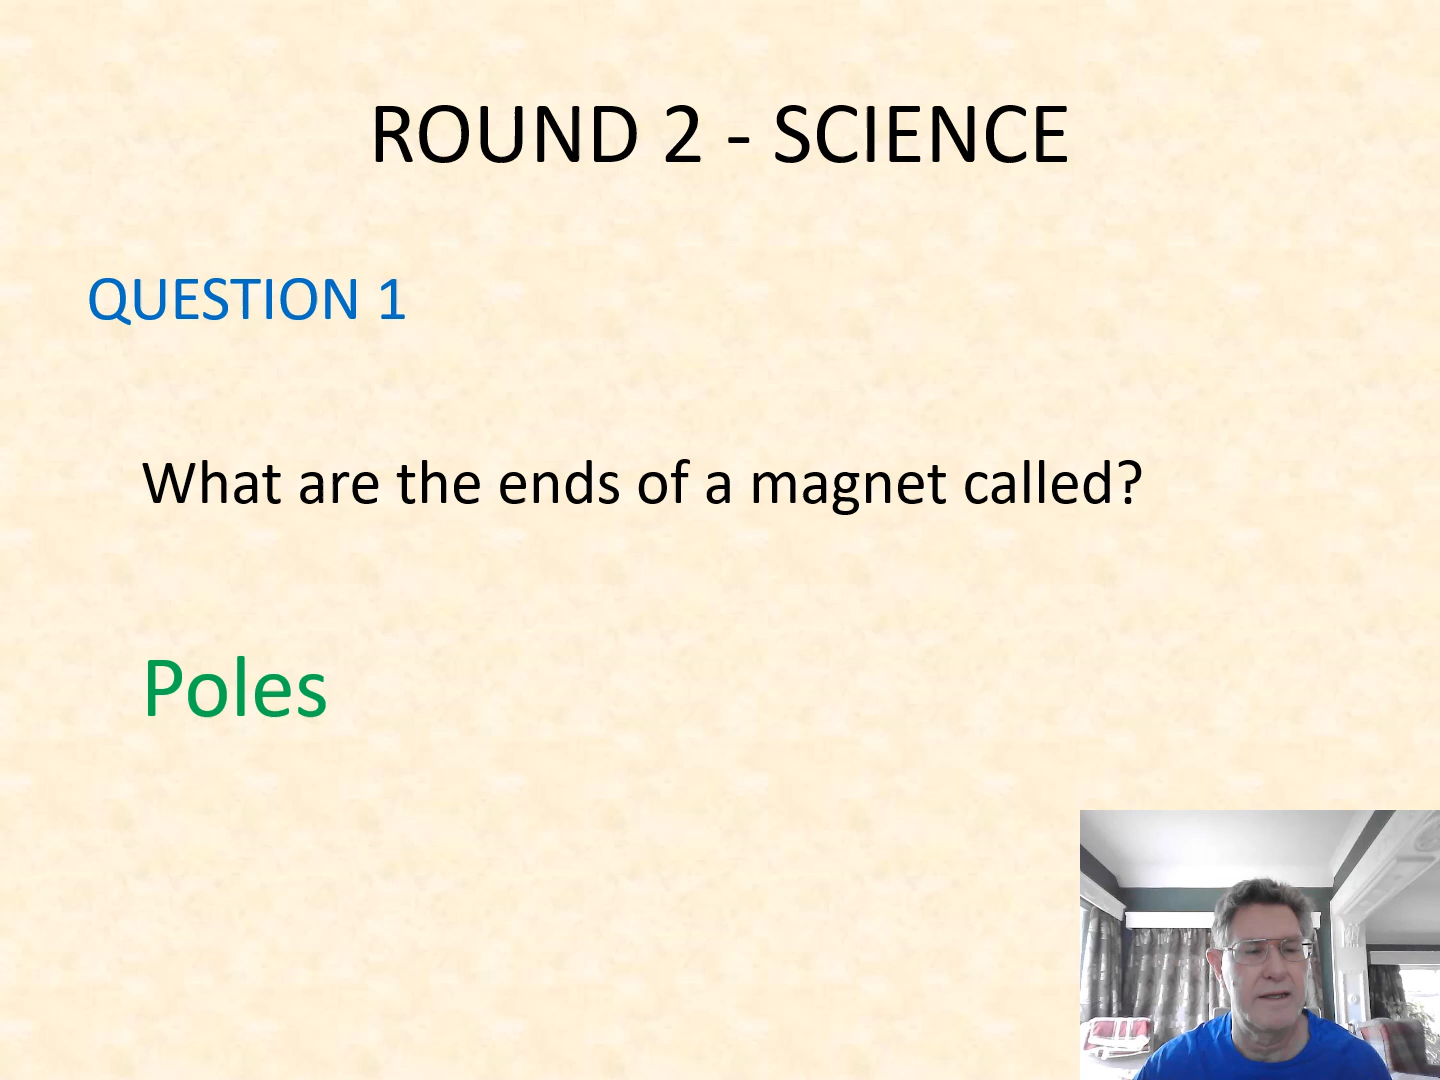 ROUND 2 - SCIENCE
QUESTION 1
What are the ends of a magnet called?
Poles